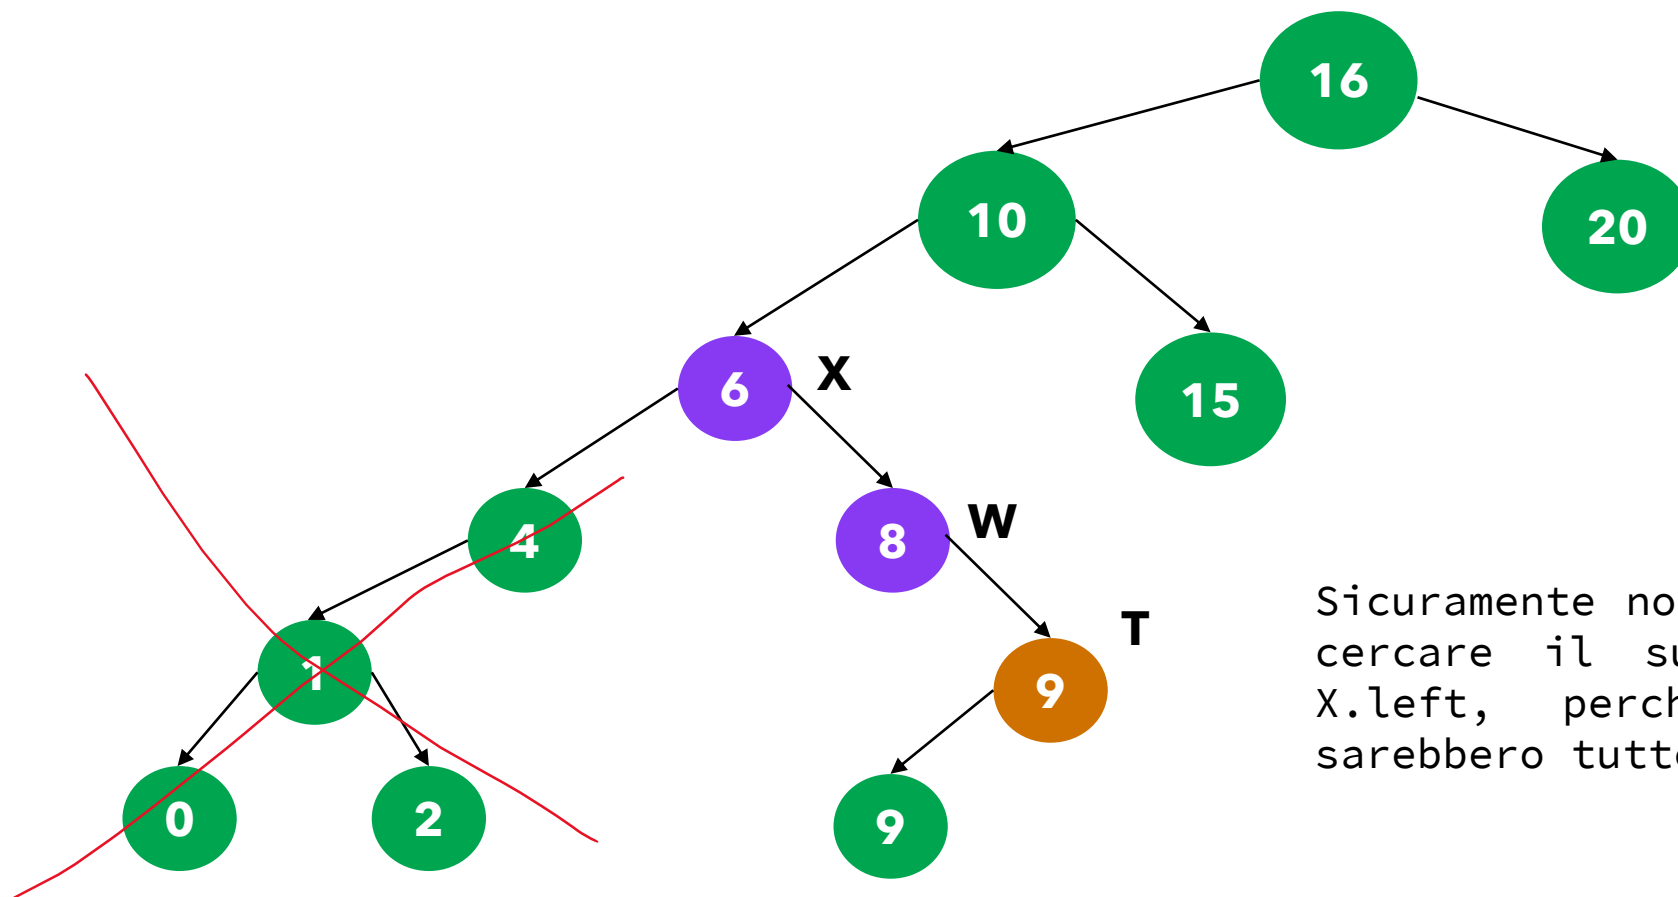 16
10
20
6
X
15
4
8
W
1
9
T
0
2
9
Sicuramente no
cercare il su
X.left, perch
sarebbero tutt